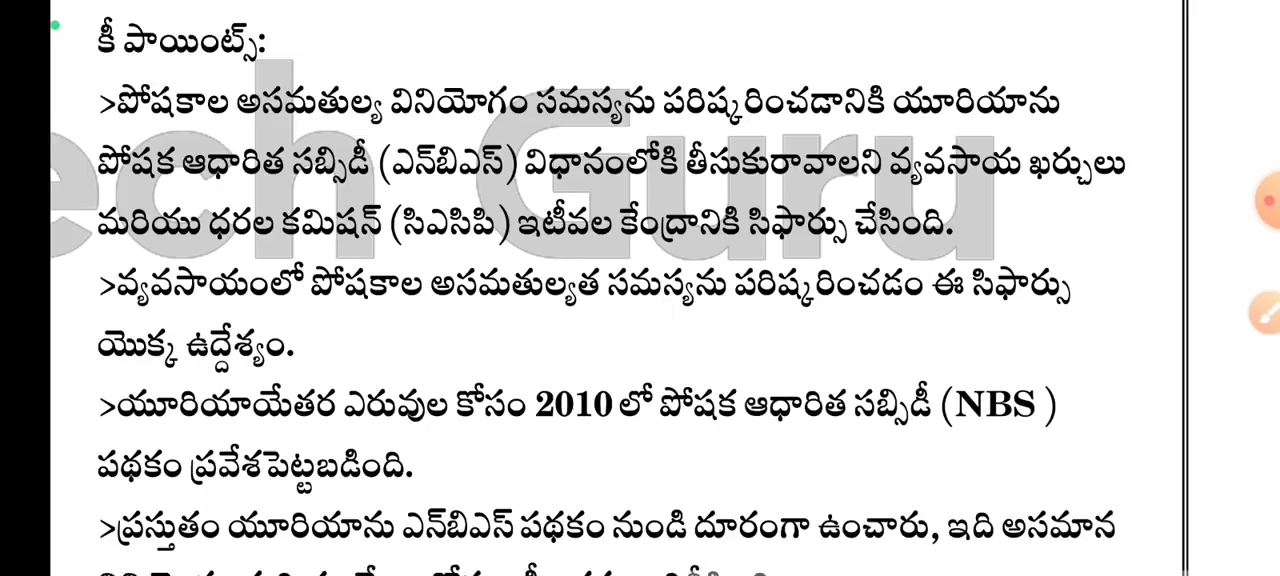 కీ పాయింట్స్:
>పోషకాల అసమతుల్య వినియోగం సమస్యను పరిష్కరించడానికి యూరియాను
పోషక ఆధారిత సబ్సిడీ (ఎన్‌బిఎస్) విధానంలోకి తీసుకురావాలని వ్యవసాయ ఖర్చులు
మరియు ధరల కమిషన్ (సిఎసిపి) ఇటీవల కేంద్రానికి సిఫార్సు చేసింది.
>వ్యవసాయంలో పోషకాల అసమతుల్యత సమస్యను పరిష్కరించడం ఈ సిఫార్సు
యొక్క ఉద్దేశ్యం.
>యూరియాయేతర ఎరువుల కోసం 2010 లో పోషక ఆధారిత సబ్సిడీ (NBS )
పథకం ప్రవేశపెట్టబడింది.
>ప్రస్తుతం యూరియాను ఎన్‌బిఎస్ పథకం నుండి దూరంగా ఉంచారు, ఇది అసమాన
ech Guru